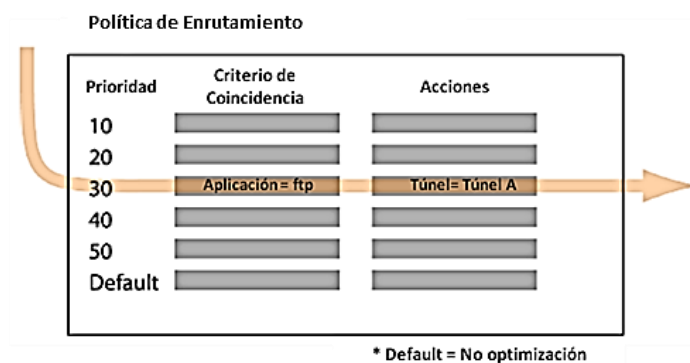 Política de Enrutamiento
Prioridad
Criterio de
Coincidencia
Acciones
10
20
30 Aplicación = ftp Túnel= Túnel A
40
50
Default
* Default = No optimización